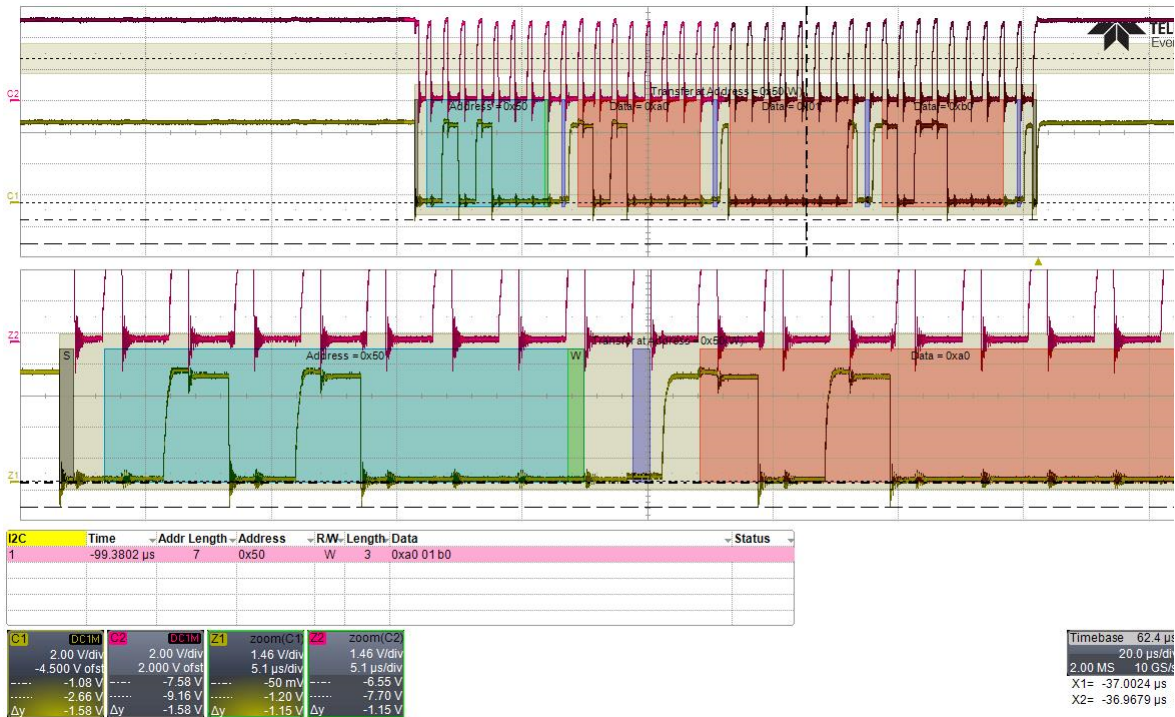 TEL
Ever
C2
Transfer at Address = 0x50(W)
Address = 0x50
Data = 0xa0
Data = 0x01
Data = 0xb0
C1
Z2
S
Address = 0x50
W
Transfer at Address = 0x50(W)
Data = 0xa0
Z1
I2C Time Addr Length Address R/W Length Data Status
1 -99.3802 µs 7 0x50 W 3 0xa0 01 b0
C1 DC1M
2.00 V/div
-4.500 V ofst
-1.08 V
-2.66 V
Δy -1.58 V
C2 DC1M
2.00 V/div
2.000 V ofst
-7.58 V
-9.16 V
Δy -1.58 V
Z1 zoom(C1)
1.46 V/div
5.1 µs/div
-50 mV
-1.20 V
Δy -1.15 V
Z2 zoom(C2)
1.46 V/div
5.1 µs/div
-6.55 V
-7.70 V
Δy -1.15 V
Timebase 62.4 µs
20.0 µs/div
2.00 MS 10 GS/s
X1= -37.0024 µs
X2= -36.9679 µs